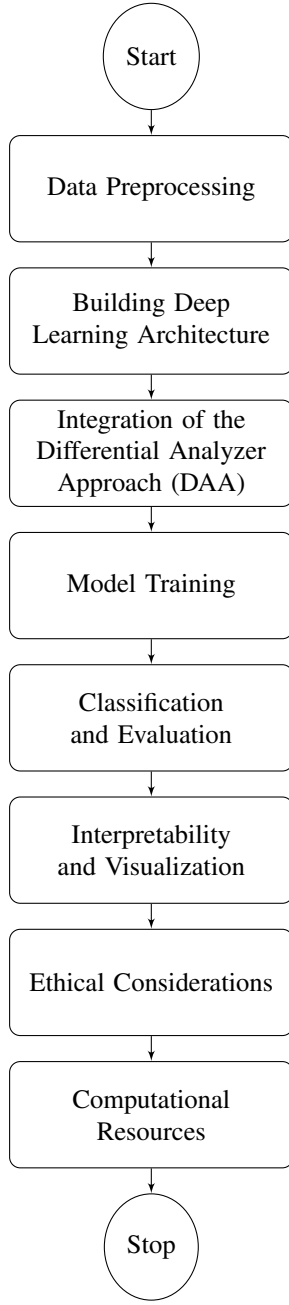 Start
Data Preprocessing
Building Deep
Learning Architecture
Integration of the
Differential Analyzer
Approach (DAA)
Model Training
Classification
and Evaluation
Interpretability
and Visualization
Ethical Considerations
Computational
Resources
Stop